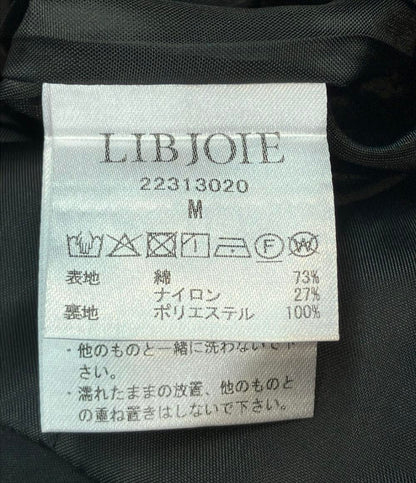 LIBJOIE
22313020
M
表地 綿 73%
ナイロン 27%
裏地 ポリエステル 100%
・他のものと一緒に洗わないで下
さい。
・濡れたままの放置、他のものと
の重ね置きはしないで下さい。